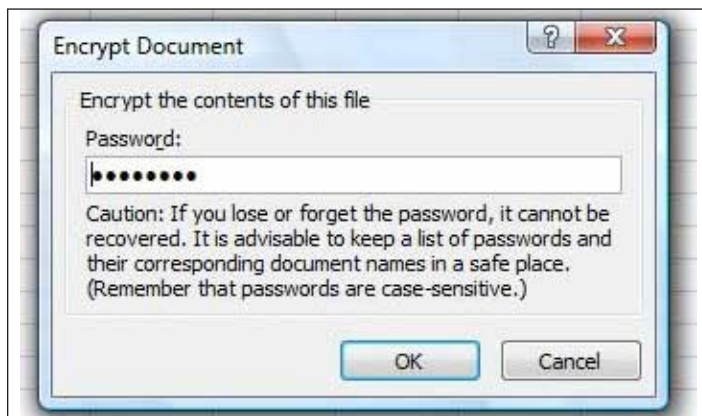 Encrypt Document
Encrypt the contents of this file
Password:
••••••••
Caution: If you lose or forget the password, it cannot be
recovered. It is advisable to keep a list of passwords and
their corresponding document names in a safe place.
(Remember that passwords are case-sensitive.)
OK Cancel